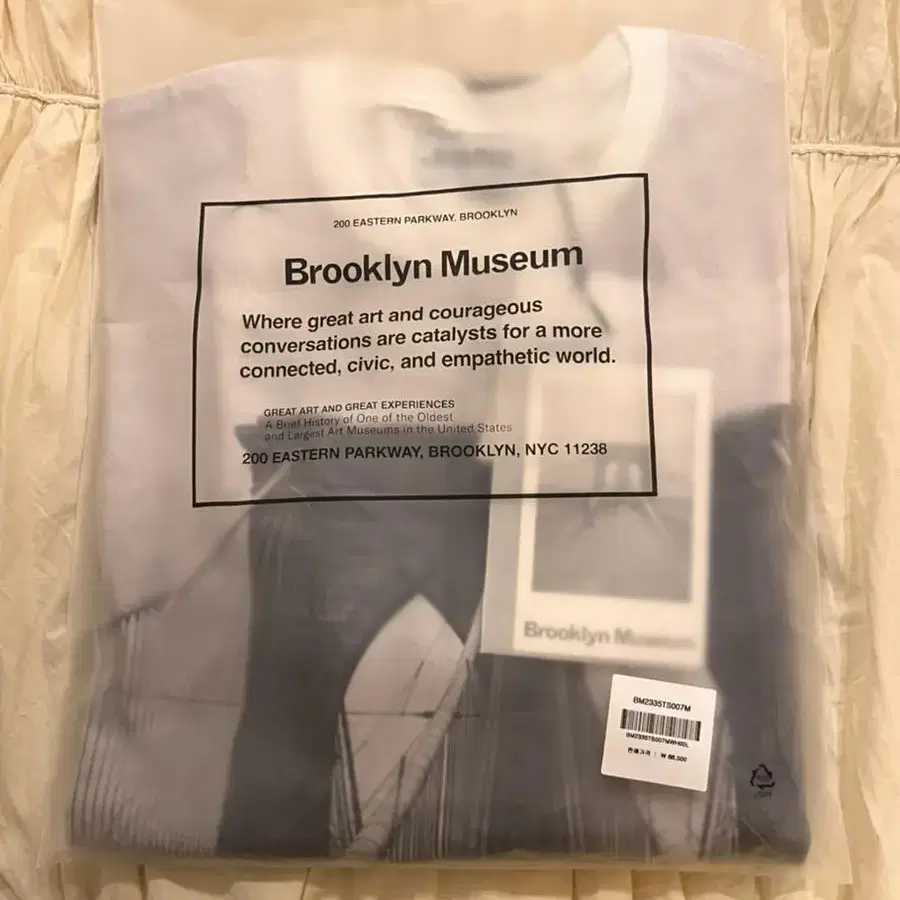 200 EASTERN PARKWAY, BROOKLYN
Brooklyn Museum
Where great art and courageous
conversations are catalysts for a more
connected, civic, and empathetic world.
GREAT ART AND GREAT EXPERIENCES
A Brief History of One of the Oldest
and Largest Art Museums in the United States
200 EASTERN PARKWAY, BROOKLYN, NYC 11238
Brooklyn Museum
BM2335TS007M
BM2335TS007MWH00L
판매가격 : ₩ 88,000